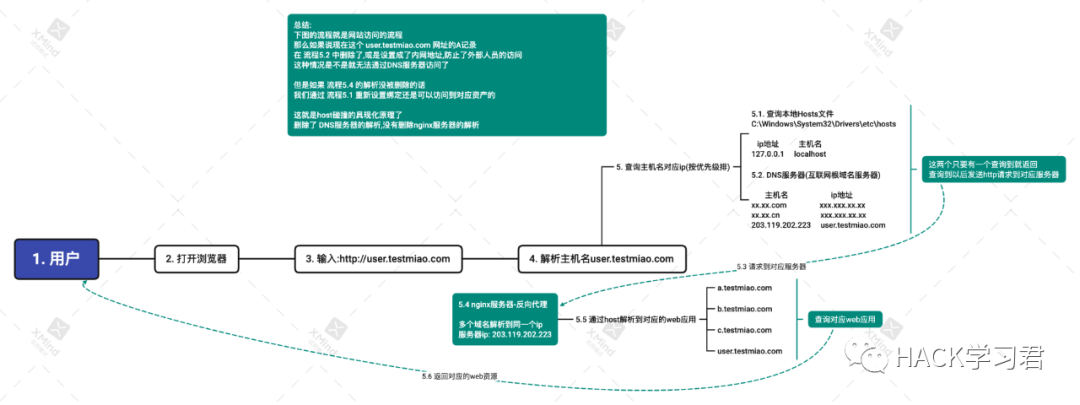 总结:
下图的流程就是网站访问的流程
那么如果说现在这个 user.testmiao.com 网址的A记录
在 流程5.2 中删除了,或是设置成了内网地址,防止了外部人员的访问
这种情况是不是就无法通过DNS服务器访问了
但是如果 流程5.4 的解析没被删除的话
我们通过 流程5.1 重新设置绑定还是可以访问到对应资产的
这就是host碰撞的具现化原理了
删除了 DNS服务器的解析,没有删除nginx服务器的解析
1. 用户
2. 打开浏览器
3. 输入:http://user.testmiao.com
4. 解析主机名user.testmiao.com
5. 查询主机名对应ip(按优先级排)
5.1. 查询本地Hosts文件
C:\Windows\System32\Drivers\etc\hosts
ip地址 主机名
127.0.0.1 localhost
5.2. DNS服务器(互联网根域名服务器)
主机名 ip地址
xx.xx.com xxx.xxx.xx.xx
xx.xx.cn xxx.xxx.xx.xx
203.119.202.223 user.testmiao.com
这两个只要有一个查询到就返回
查询到以后发送http请求到对应服务器
5.3 请求到对应服务器
5.4 nginx服务器-反向代理
多个域名解析到同一个ip
服务器ip: 203.119.202.223
5.5 通过host解析到对应的web应用
a.testmiao.com
b.testmiao.com
c.testmiao.com
user.testmiao.com
查询对应web应用
5.6 返回对应的web资源
HACK学习君
XMind
XMind
XMind
XMind
XMind
XMind
XMind